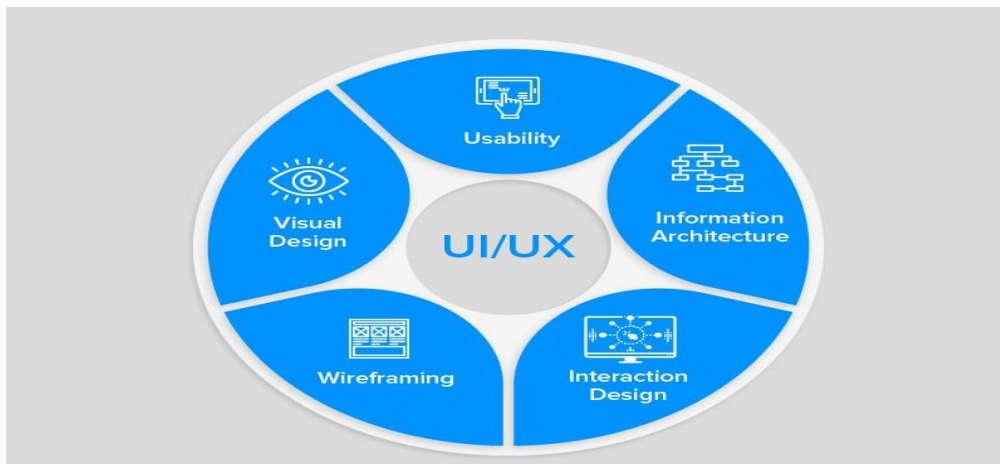 Usability
Information
Architecture
Interaction
Design
Wireframing
Visual
Design
UI/UX